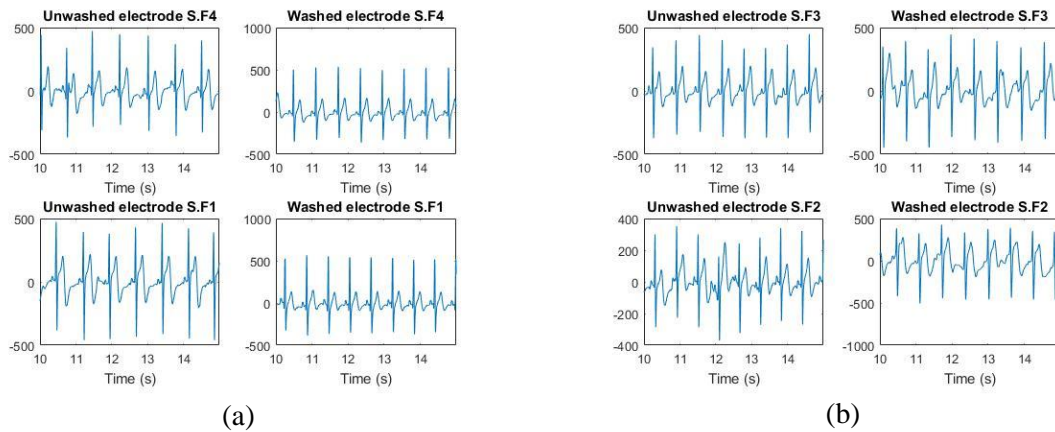 Unwashed electrode S.F4
500
0
-500
10 11 12 13 14
Time (s)
Washed electrode S.F4
1000
500
0
-500
10 11 12 13 14
Time (s)
Unwashed electrode S.F1
500
0
-500
10 11 12 13 14
Time (s)
Washed electrode S.F1
1000
500
0
-500
10 11 12 13 14
Time (s)
(a)
Unwashed electrode S.F3
500
0
-500
10 11 12 13 14
Time (s)
Washed electrode S.F3
500
0
-500
10 11 12 13 14
Time (s)
Unwashed electrode S.F2
400
200
0
-200
-400
10 11 12 13 14
Time (s)
Washed electrode S.F2
500
0
-500
-1000
10 11 12 13 14
Time (s)
(b)